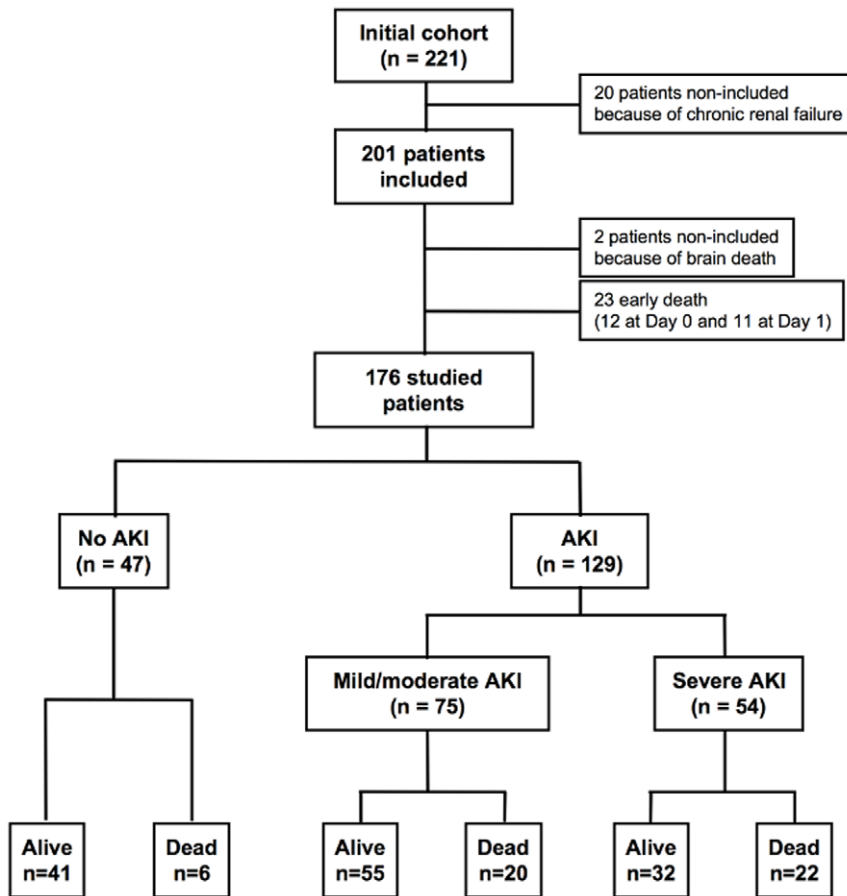 Initial cohort
(n = 221)
20 patients non-included
because of chronic renal failure
201 patients
included
2 patients non-included
because of brain death
23 early death
(12 at Day 0 and 11 at Day 1)
176 studied
patients
No AKI
(n = 47)
AKI
(n = 129)
Mild/moderate AKI
(n = 75)
Severe AKI
(n = 54)
Alive
n=41
Dead
n=6
Alive
n=55
Dead
n=20
Alive
n=32
Dead
n=22